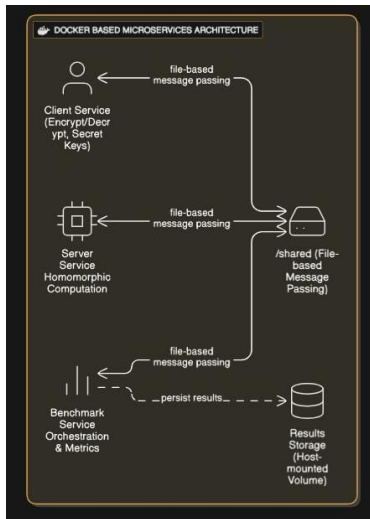 DOCKER BASED MICROSERVICES ARCHITECTURE
file-based
message passing
Client Service
(Encrypt/Decr
ypt, Secret
Keys)
file-based
message passing
Server
Service
Homomorphic
Computation
/shared (File-
based
Message
Passing)
file-based
message passing
persist results
Benchmark
Service
Orchestration
& Metrics
Results
Storage
(Host-
mounted
Volume)